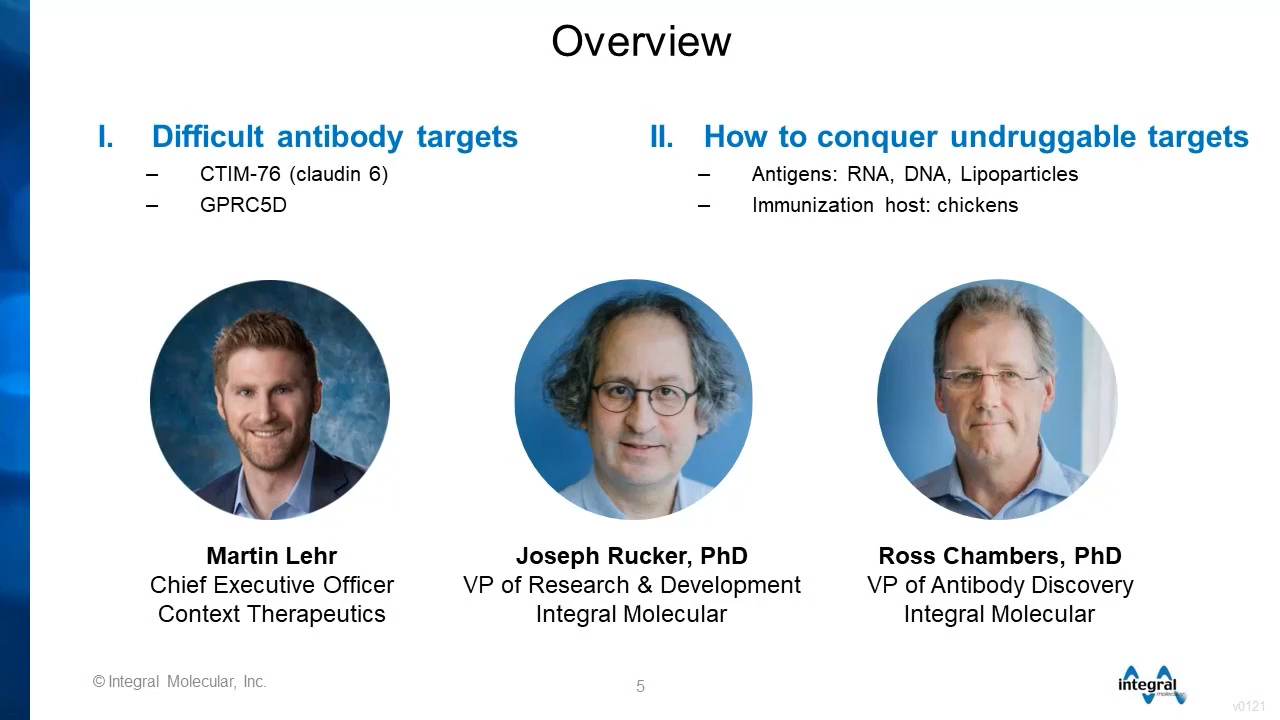 Overview
I. Difficult antibody targets
– CTIM-76 (claudin 6)
– GPRC5D
II. How to conquer undruggable targets
– Antigens: RNA, DNA, Lipoparticles
– Immunization host: chickens
Martin Lehr
Chief Executive Officer
Context Therapeutics
Joseph Rucker, PhD
VP of Research & Development
Integral Molecular
Ross Chambers, PhD
VP of Antibody Discovery
Integral Molecular
© Integral Molecular, Inc.
5
integral
molecular
v0121